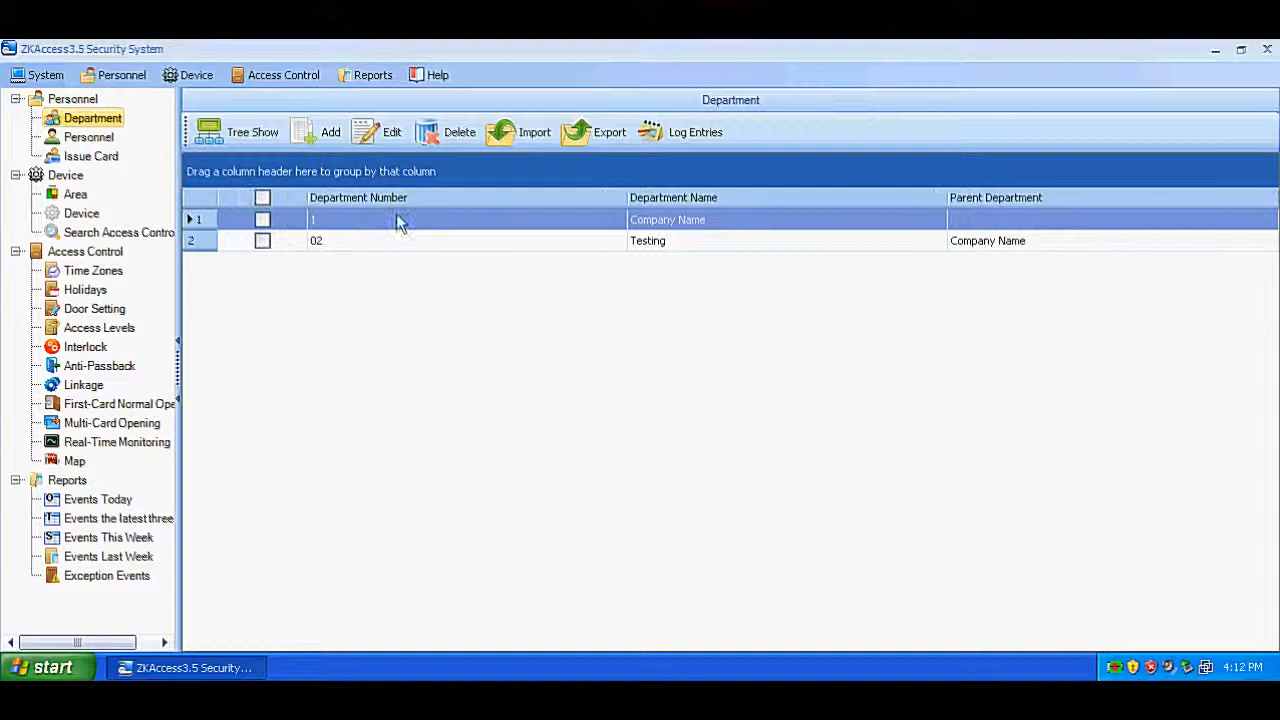 ZKAccess3.5 Security System
System Personnel Device Access Control Reports Help
Personnel
Department
Personnel
Issue Card
Device
Area
Device
Search Access Contro
Access Control
Time Zones
Holidays
Door Setting
Access Levels
Interlock
Anti-Passback
Linkage
First-Card Normal Ope
Multi-Card Opening
Real-Time Monitoring
Map
Reports
Events Today
Events the latest three
Events This Week
Events Last Week
Exception Events
Department
Tree Show Add Edit Delete Import Export Log Entries
Drag a column header here to group by that column
Department Number Department Name Parent Department
1 1 Company Name
2 02 Testing Company Name
start ZKAccess3.5 Security... 4:12 PM